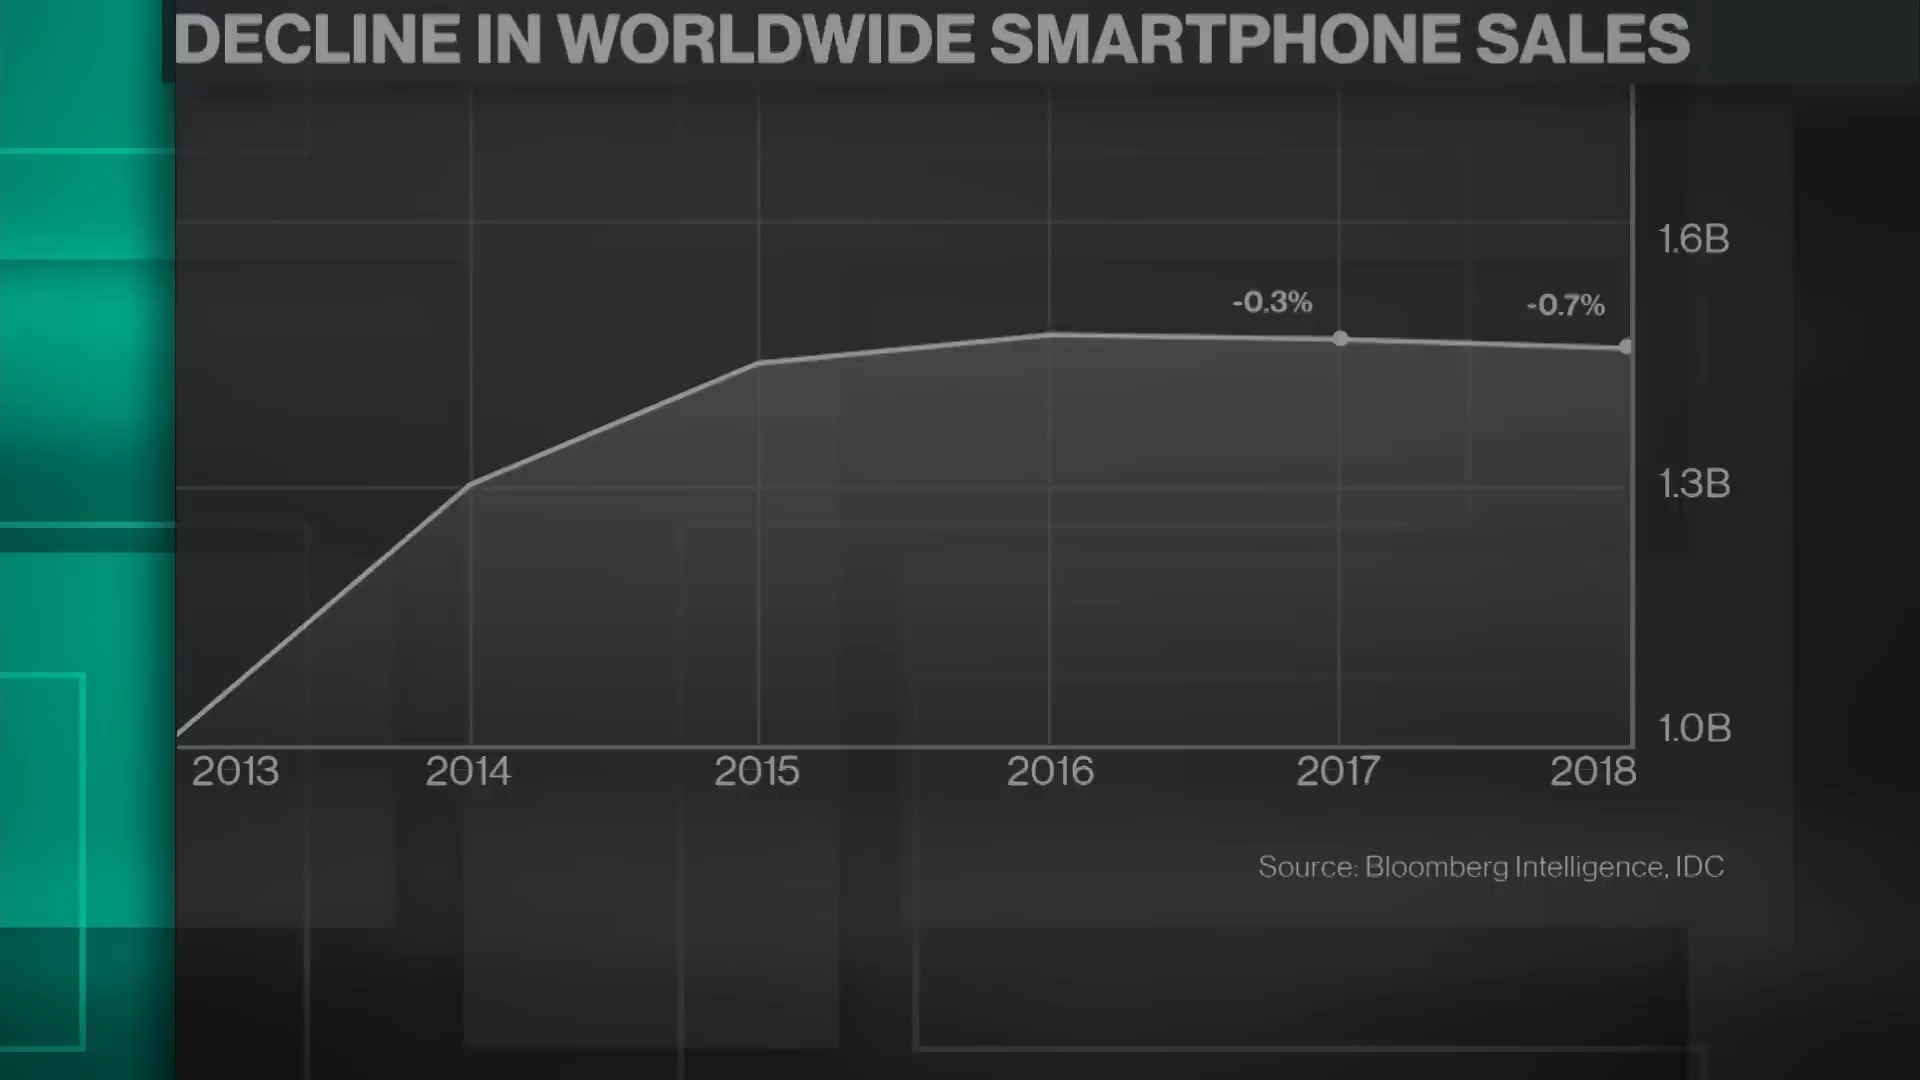 DECLINE IN WORLDWIDE SMARTPHONE SALES
1.6B
-0.3%
-0.7%
1.3B
1.0B
2013
2014
2015
2016
2017
2018
Source: Bloomberg Intelligence, IDC